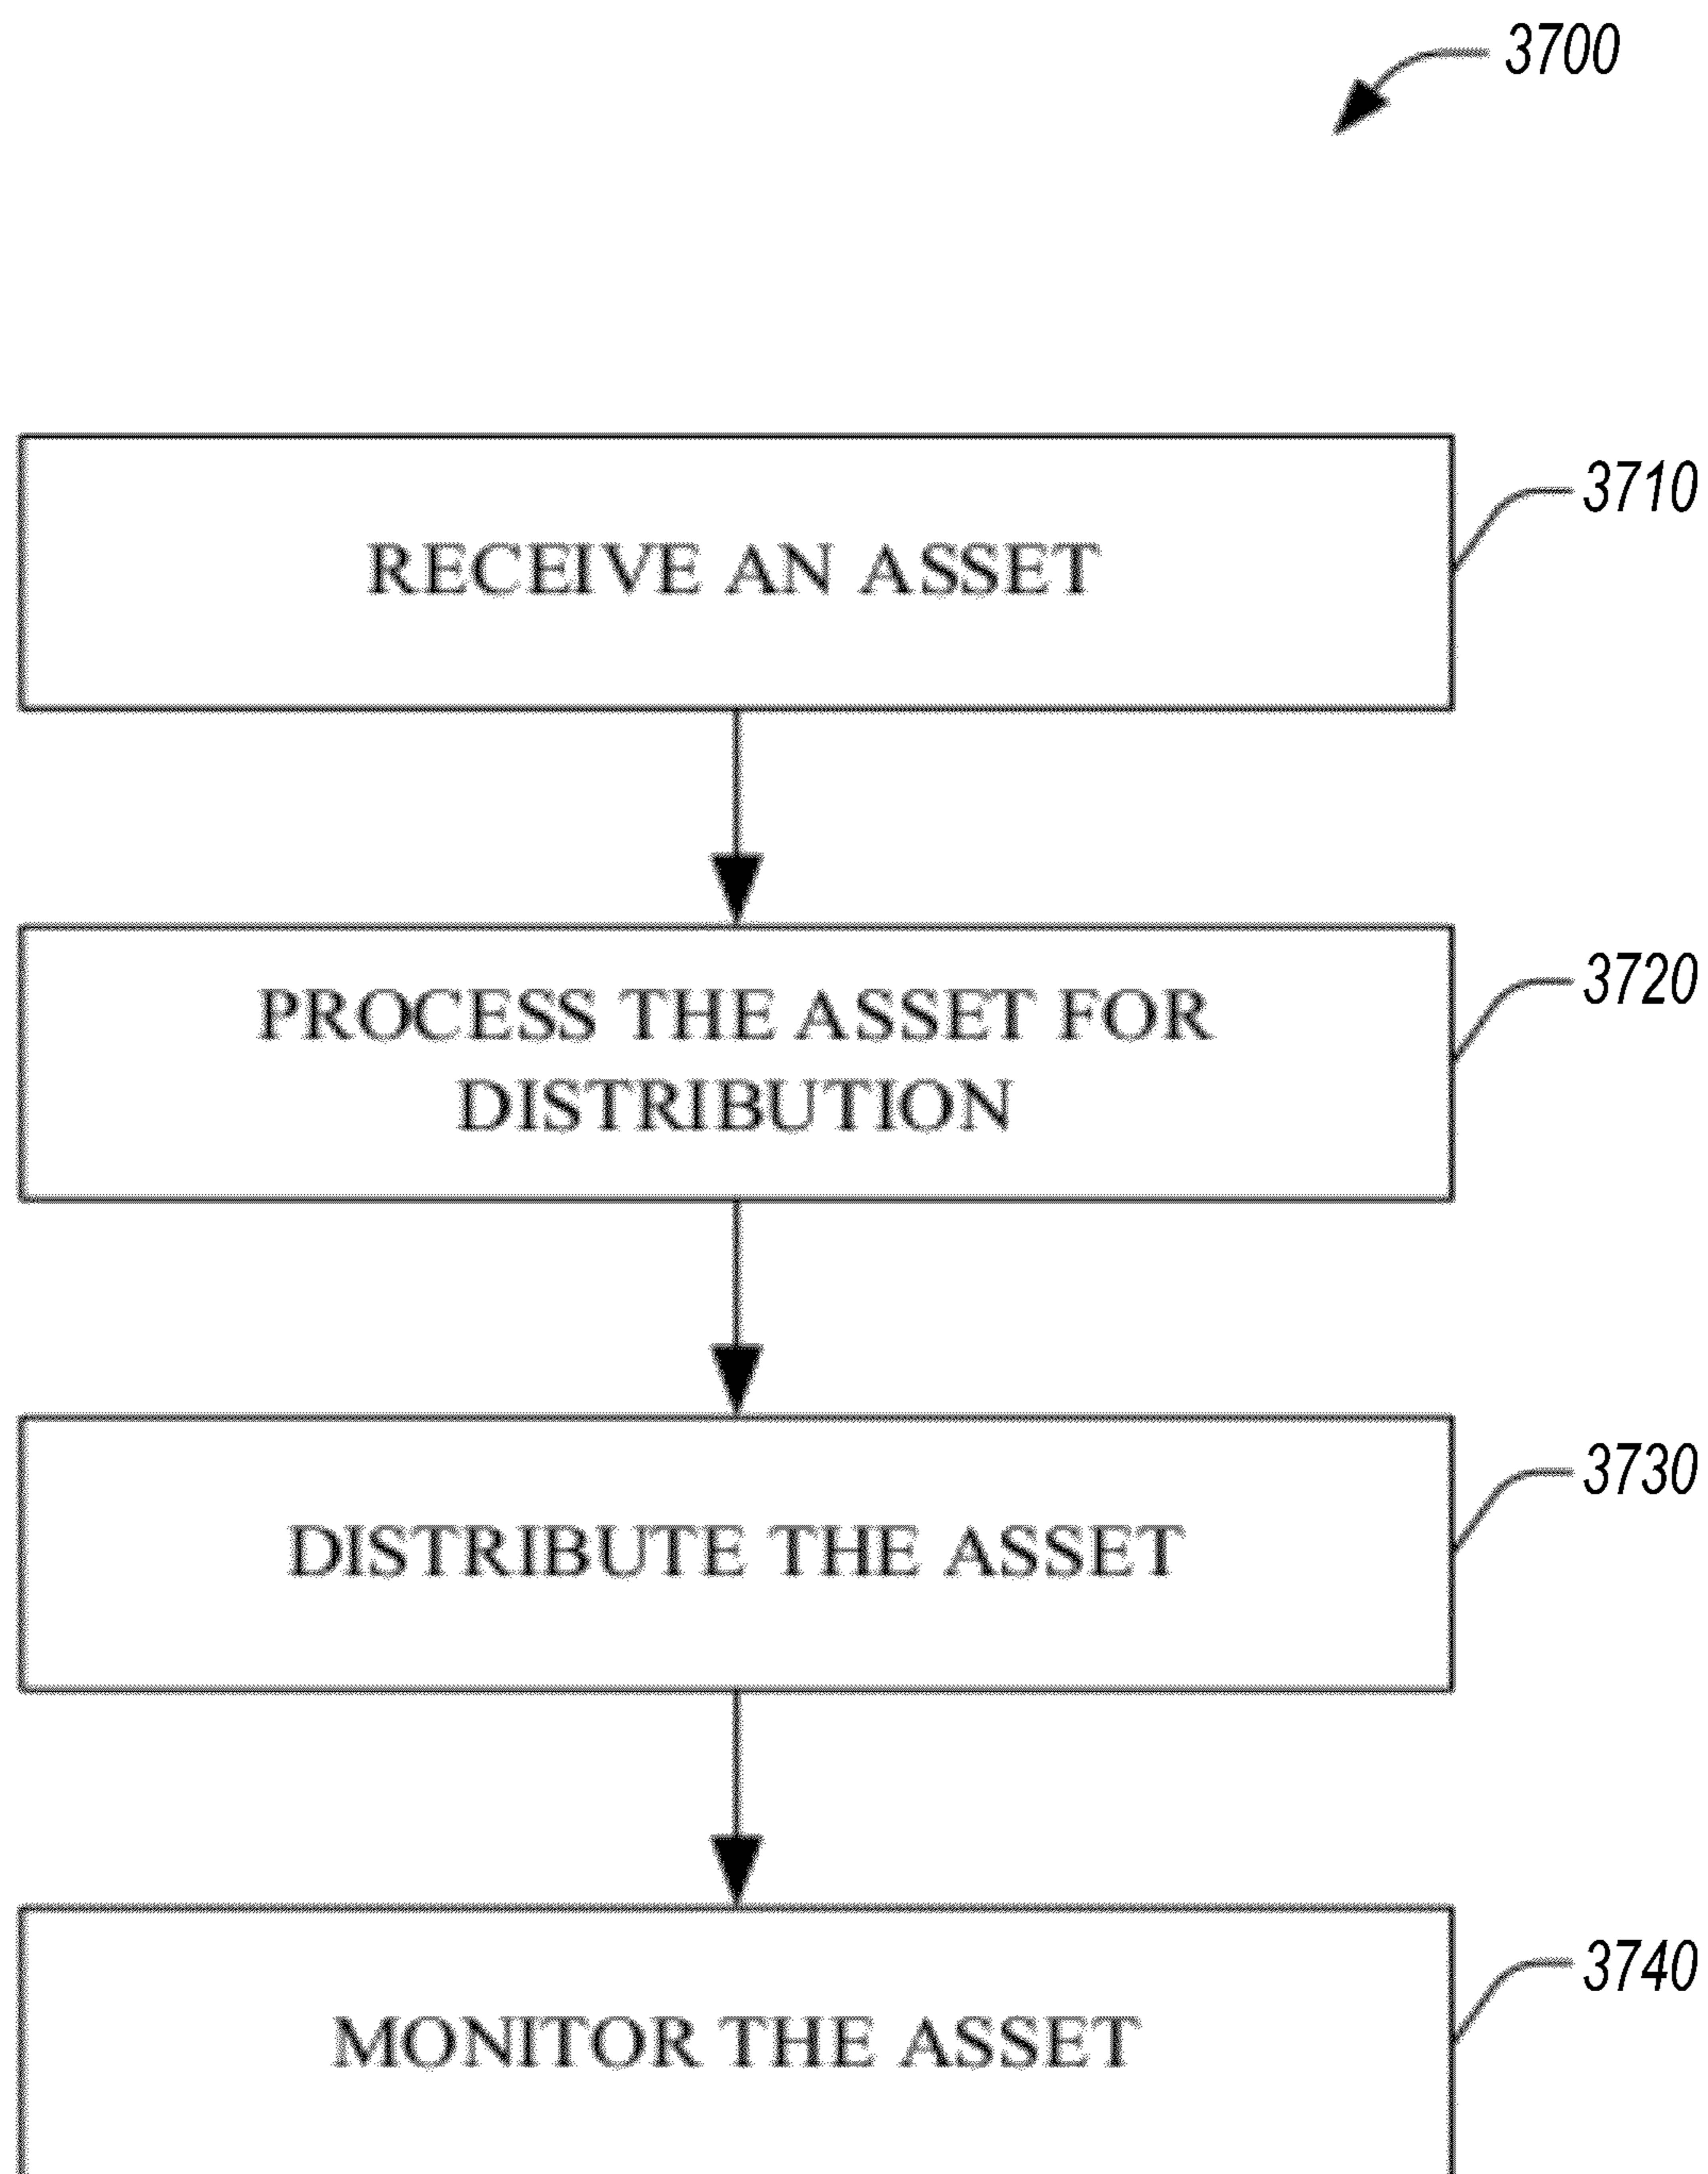 3700
RECEIVE AN ASSET
3710
PROCESS THE ASSET FOR
DISTRIBUTION
3720
DISTRIBUTE THE ASSET
3730
MONITOR THE ASSET
3740